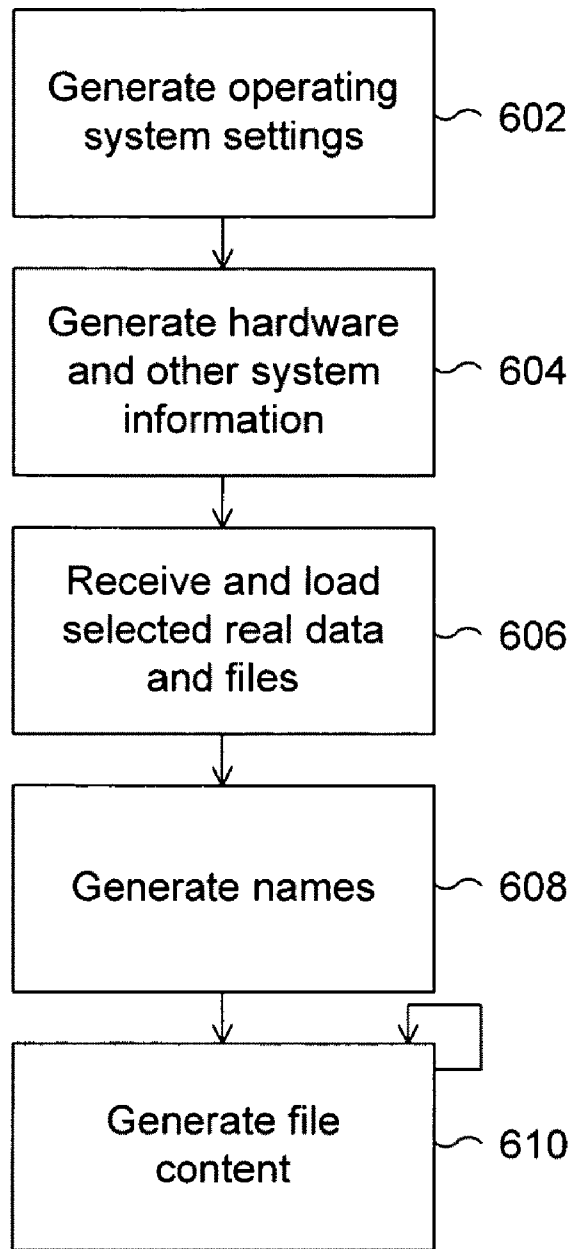 Generate operating
system settings
602
Generate hardware
and other system
information
604
Receive and load
selected real data
and files
606
Generate names
608
Generate file
content
610